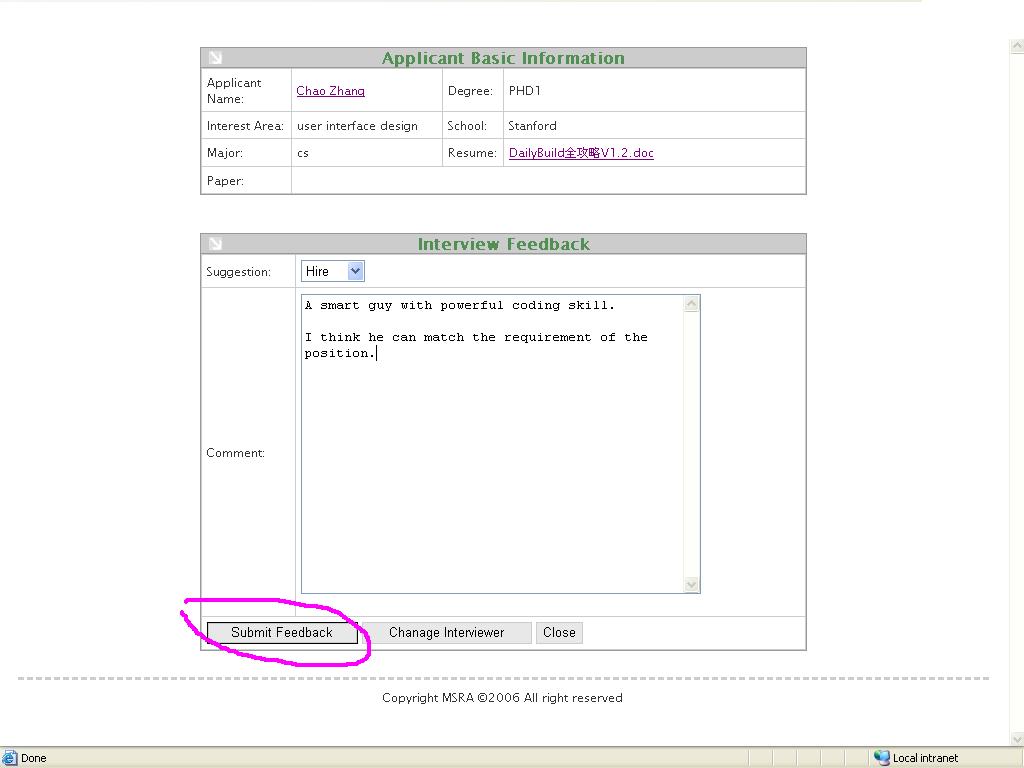 Applicant Basic Information
Applicant Name: Chao Zhang Degree: PHD1
Interest Area: user interface design School: Stanford
Major: cs Resume: DailyBuild全攻略V1.2.doc
Paper:
Interview Feedback
Suggestion: Hire
A smart guy with powerful coding skill.
I think he can match the requirement of the
position.
Comment:
Submit Feedback Chanage Interviewer Close
Copyright MSRA ©2006 All right reserved
Done Local intranet